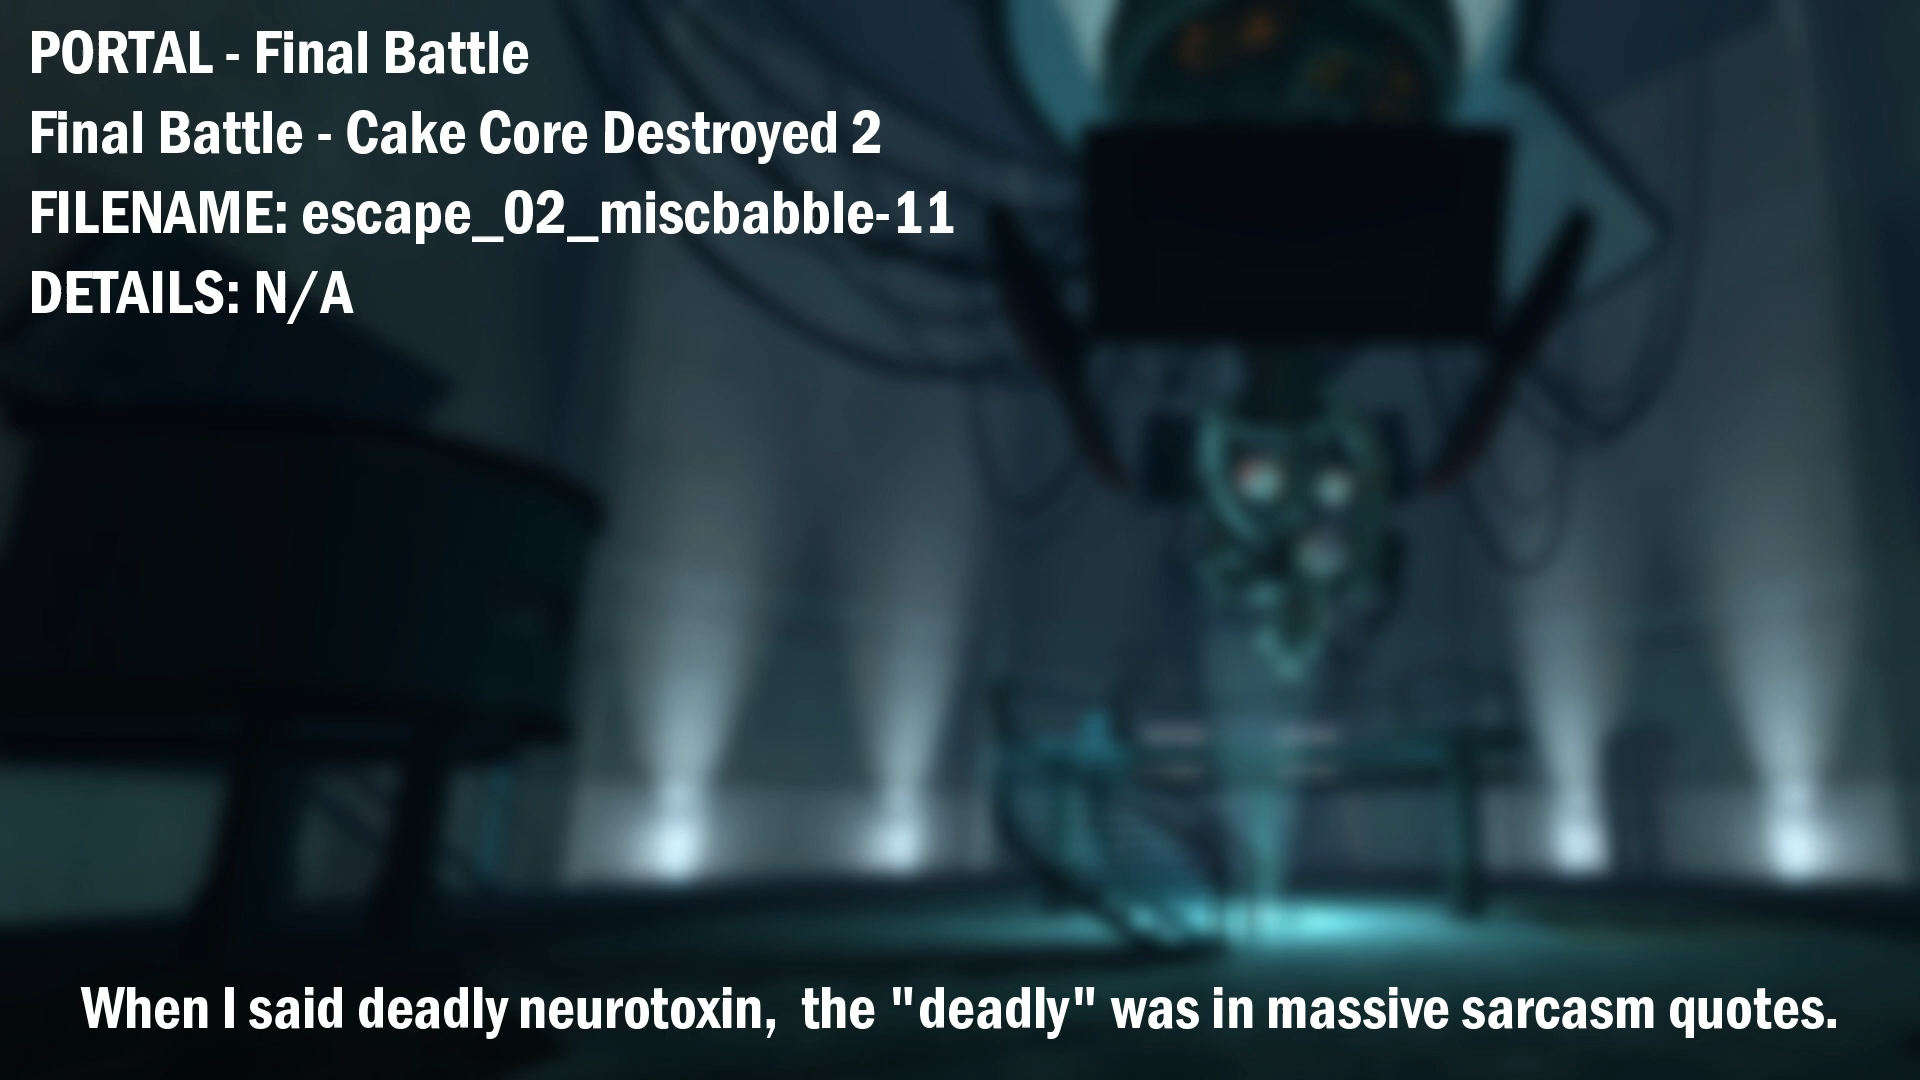 PORTAL - Final Battle
Final Battle - Cake Core Destroyed 2
FILENAME: escape_02_miscbabble-11
DETAILS: N/A
When I said deadly neurotoxin,  the "deadly" was in massive sarcasm quotes.